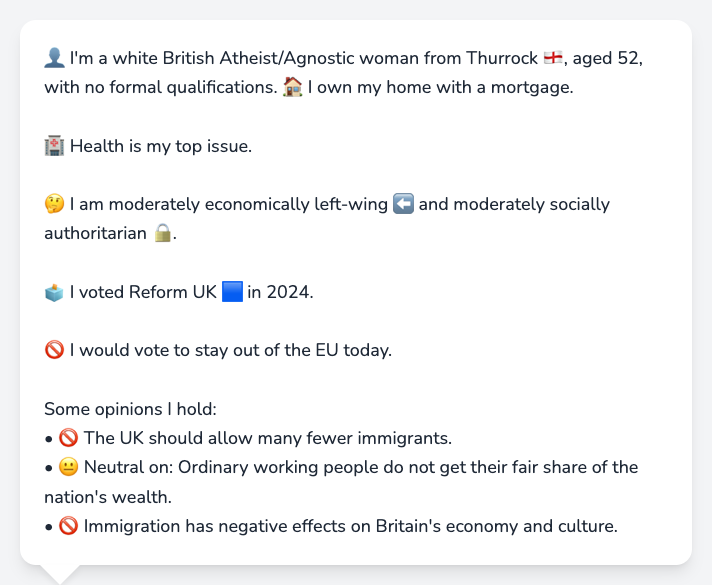 👤 I'm a white British Atheist/Agnostic woman from Thurrock 🏴󠁧󠁢󠁥󠁮󠁧󠁿, aged 52,
with no formal qualifications. 🏠 I own my home with a mortgage.
🏥 Health is my top issue.
🤔 I am moderately economically left-wing ⬅️ and moderately socially
authoritarian 🔒.
🗳️ I voted Reform UK 🟦 in 2024.
🚫 I would vote to stay out of the EU today.
Some opinions I hold:
• 🚫 The UK should allow many fewer immigrants.
• 😐 Neutral on: Ordinary working people do not get their fair share of the
nation's wealth.
• 🚫 Immigration has negative effects on Britain's economy and culture.